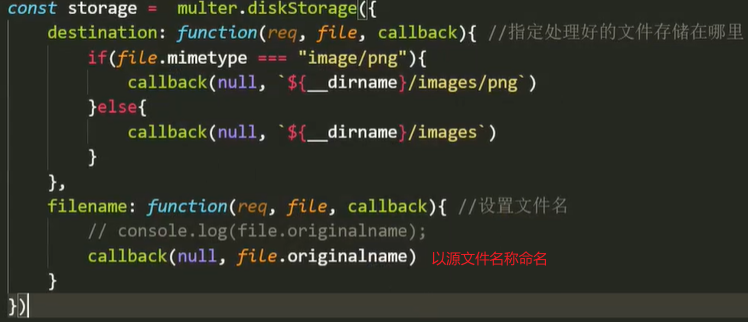 const storage =  multer.diskStorage({
    destination: function(req, file, callback){ //指定处理好的文件存储在哪里
        if(file.mimetype === "image/png"){
            callback(null, `${__dirname}/images/png`)
        }else{
            callback(null, `${__dirname}/images`)
        }
    },
    filename: function(req, file, callback){ //设置文件名
        // console.log(file.originalname);
        callback(null, file.originalname) 以源文件名称命名
    }
})